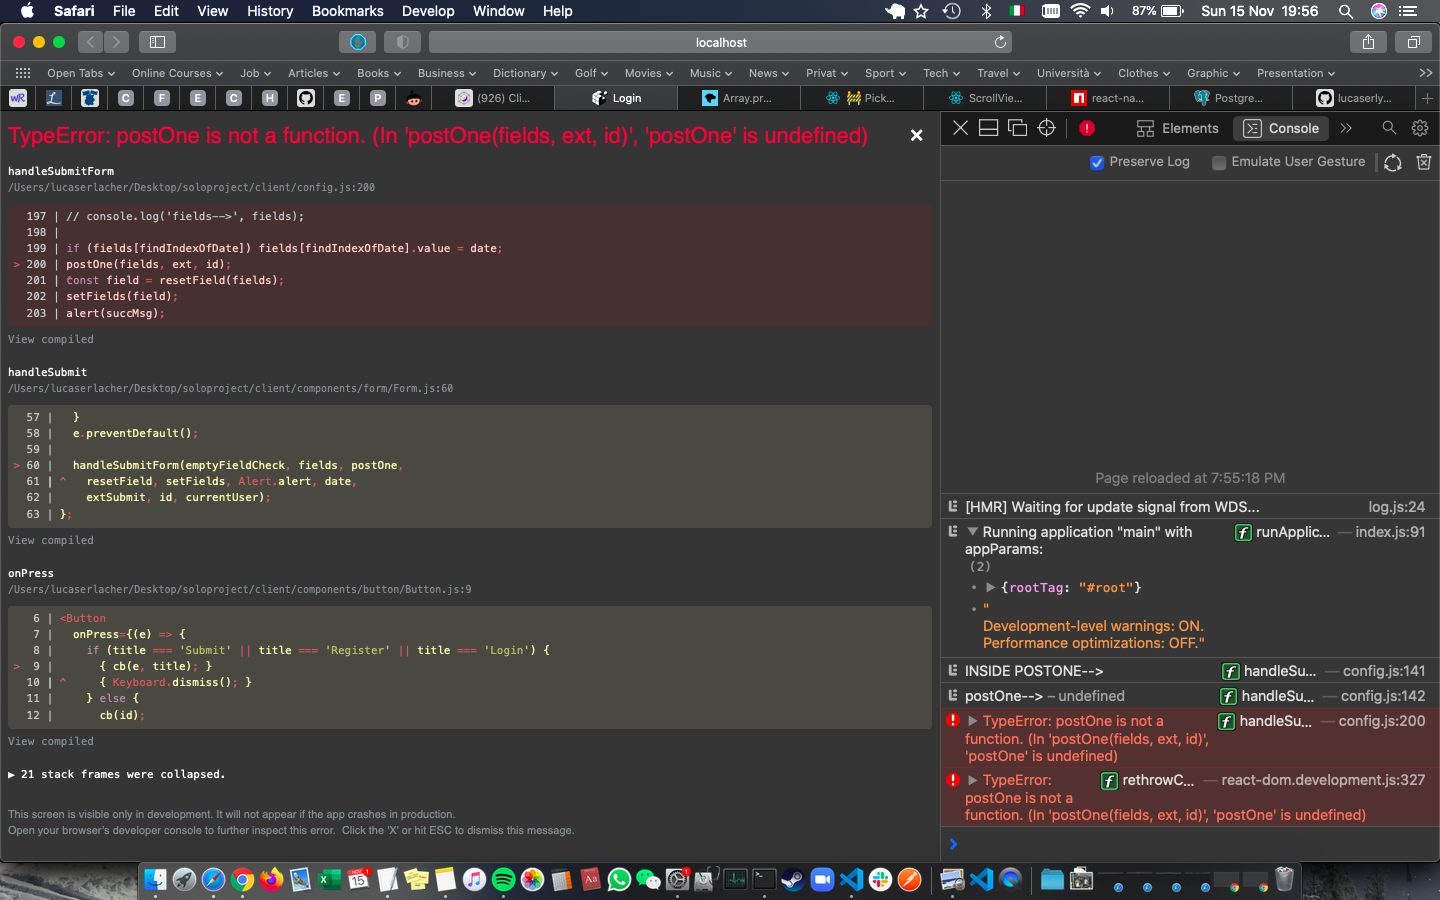 Safari File Edit View History Bookmarks Develop Window Help 87% Sun 15 Nov 19:56
localhost
Open Tabs Online Courses Job Articles Books Business Dictionary Golf Movies Music News Privat Sport Tech Travel Università Clothes Graphic Presentation
wR L C F E C H E P (926) Cli... Login Array.pr... Pick... ScrollVie... react-na... Postgre... lucaserly...
TypeError: postOne is not a function. (In 'postOne(fields, ext, id)', 'postOne' is undefined)
handleSubmitForm
/Users/lucaserlacher/Desktop/soloproject/client/config.js:200
197 | // console.log('fields-->', fields);
198 |
199 | if (fields[findIndexOfDate]) fields[findIndexOfDate].value = date;
> 200 | postOne(fields, ext, id);
201 | const field = resetField(fields);
202 | setFields(field);
203 | alert(succMsg);
View compiled
handleSubmit
/Users/lucaserlacher/Desktop/soloproject/client/components/form/Form.js:60
57 | }
58 | e.preventDefault();
59 |
> 60 | handleSubmitForm(emptyFieldCheck, fields, postOne,
61 | ^ resetField, setFields, Alert.alert, date,
62 | extSubmit, id, currentUser);
63 | };
View compiled
onPress
/Users/lucaserlacher/Desktop/soloproject/client/components/button/Button.js:9
6 | <Button
7 | onPress={(e) => {
8 | if (title === 'Submit' || title === 'Register' || title === 'Login') {
> 9 | { cb(e, title); }
10 | ^ { Keyboard.dismiss(); }
11 | } else {
12 | cb(id);
View compiled
▶ 21 stack frames were collapsed.
This screen is visible only in development. It will not appear if the app crashes in production.
Open your browser's developer console to further inspect this error. Click the 'X' or hit ESC to dismiss this message.
Elements Console
Preserve Log Emulate User Gesture
Page reloaded at 7:55:18 PM
[HMR] Waiting for update signal from WDS... log.js:24
Running application "main" with f runApplic... — index.js:91
appParams:
(2)
• ▶ {rootTag: "#root"}
• "
Development-level warnings: ON.
Performance optimizations: OFF."
INSIDE POSTONE--> f handleSu... — config.js:141
postOne--> – undefined f handleSu... — config.js:142
TypeError: postOne is not a f handleSu... — config.js:200
function. (In 'postOne(fields, ext, id)',
'postOne' is undefined)
TypeError: f rethrowC... — react-dom.development.js:327
postOne is not a
function. (In 'postOne(fields, ext, id)', 'postOne' is undefined)